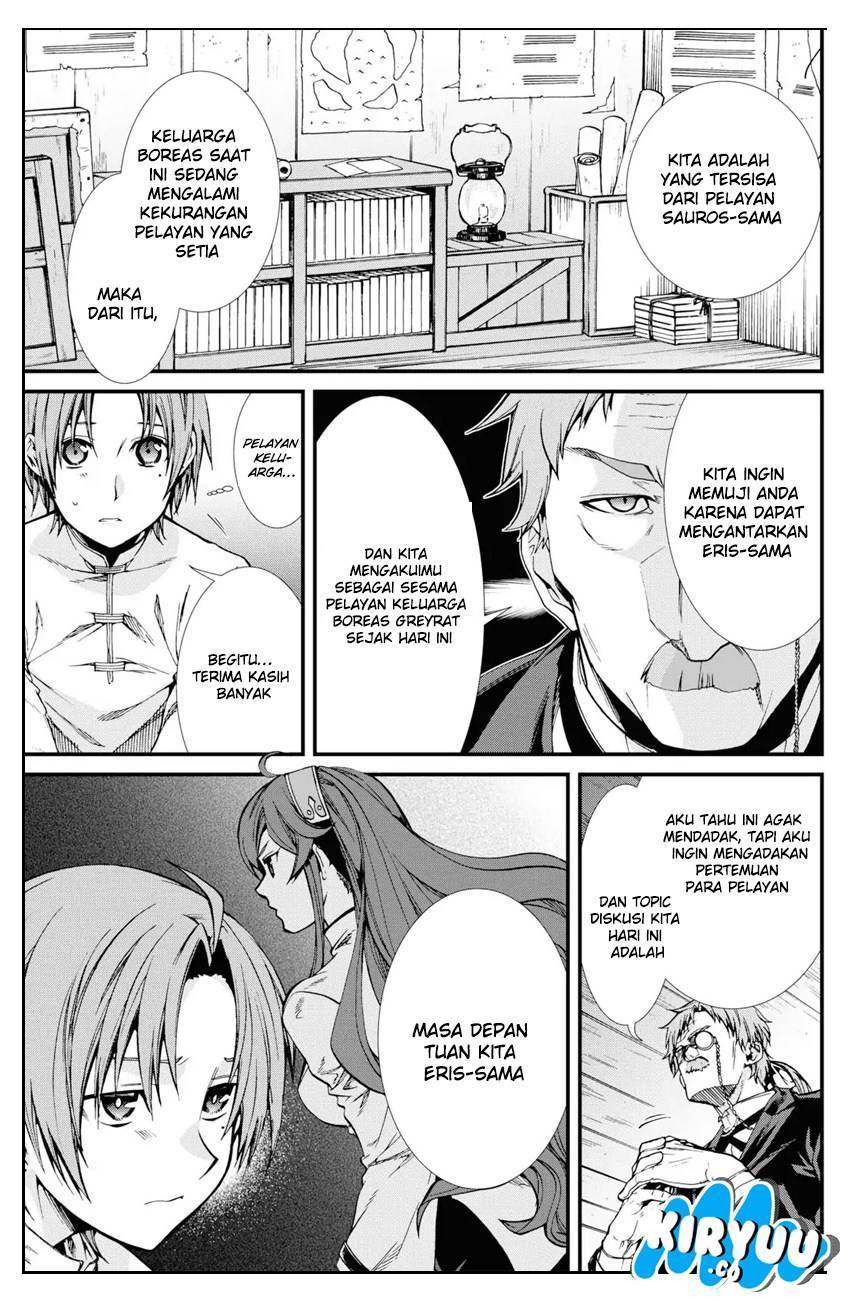 KITA ADALAH
YANG TERSISA
DARI PELAYAN
SAUROS-SAMA
KELUARGA
BOREAS SAAT
INI SEDANG
MENGALAMI
KEKURANGAN
PELAYAN YANG
SETIA
MAKA
DARI ITU,
KITA INGIN
MEMUJI ANDA
KARENA DAPAT
MENGANTARKAN
ERIS-SAMA
DAN KITA
MENGAKUIMU
SEBAGAI SESAMA
PELAYAN KELUARGA
BOREAS GREYRAT
SEJAK HARI INI
PELAYAN
KELU-
ARGA...
BEGITU...
TERIMA KASIH
BANYAK
AKU TAHU INI AGAK
MENDADAK, TAPI AKU
INGIN MENGADAKAN
PERTEMUAN
PARA PELAYAN
DAN TOPIC
DISKUSI KITA
HARI INI
ADALAH
MASA DEPAN
TUAN KITA
ERIS-SAMA
KIRYUU
.CO